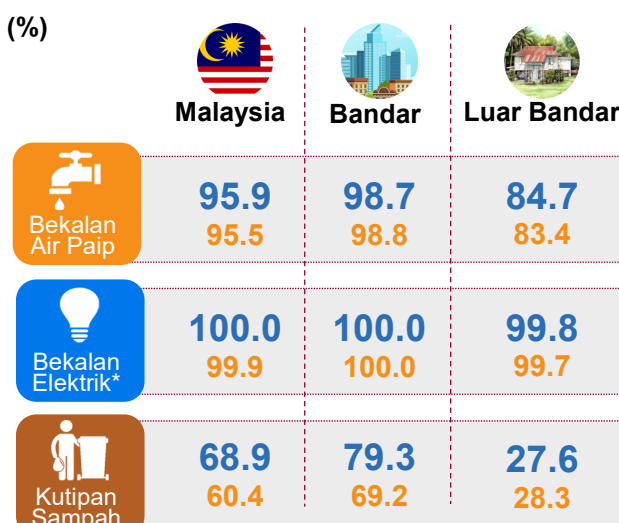 (%)
Malaysia Bandar Luar Bandar
Bekalan
Air Paip
95.9 98.7 84.7
95.5 98.8 83.4
Bekalan
Elektrik*
100.0 100.0 99.8
99.9 100.0 99.7
Kutipan
Sampah
68.9 79.3 27.6
60.4 69.2 28.3